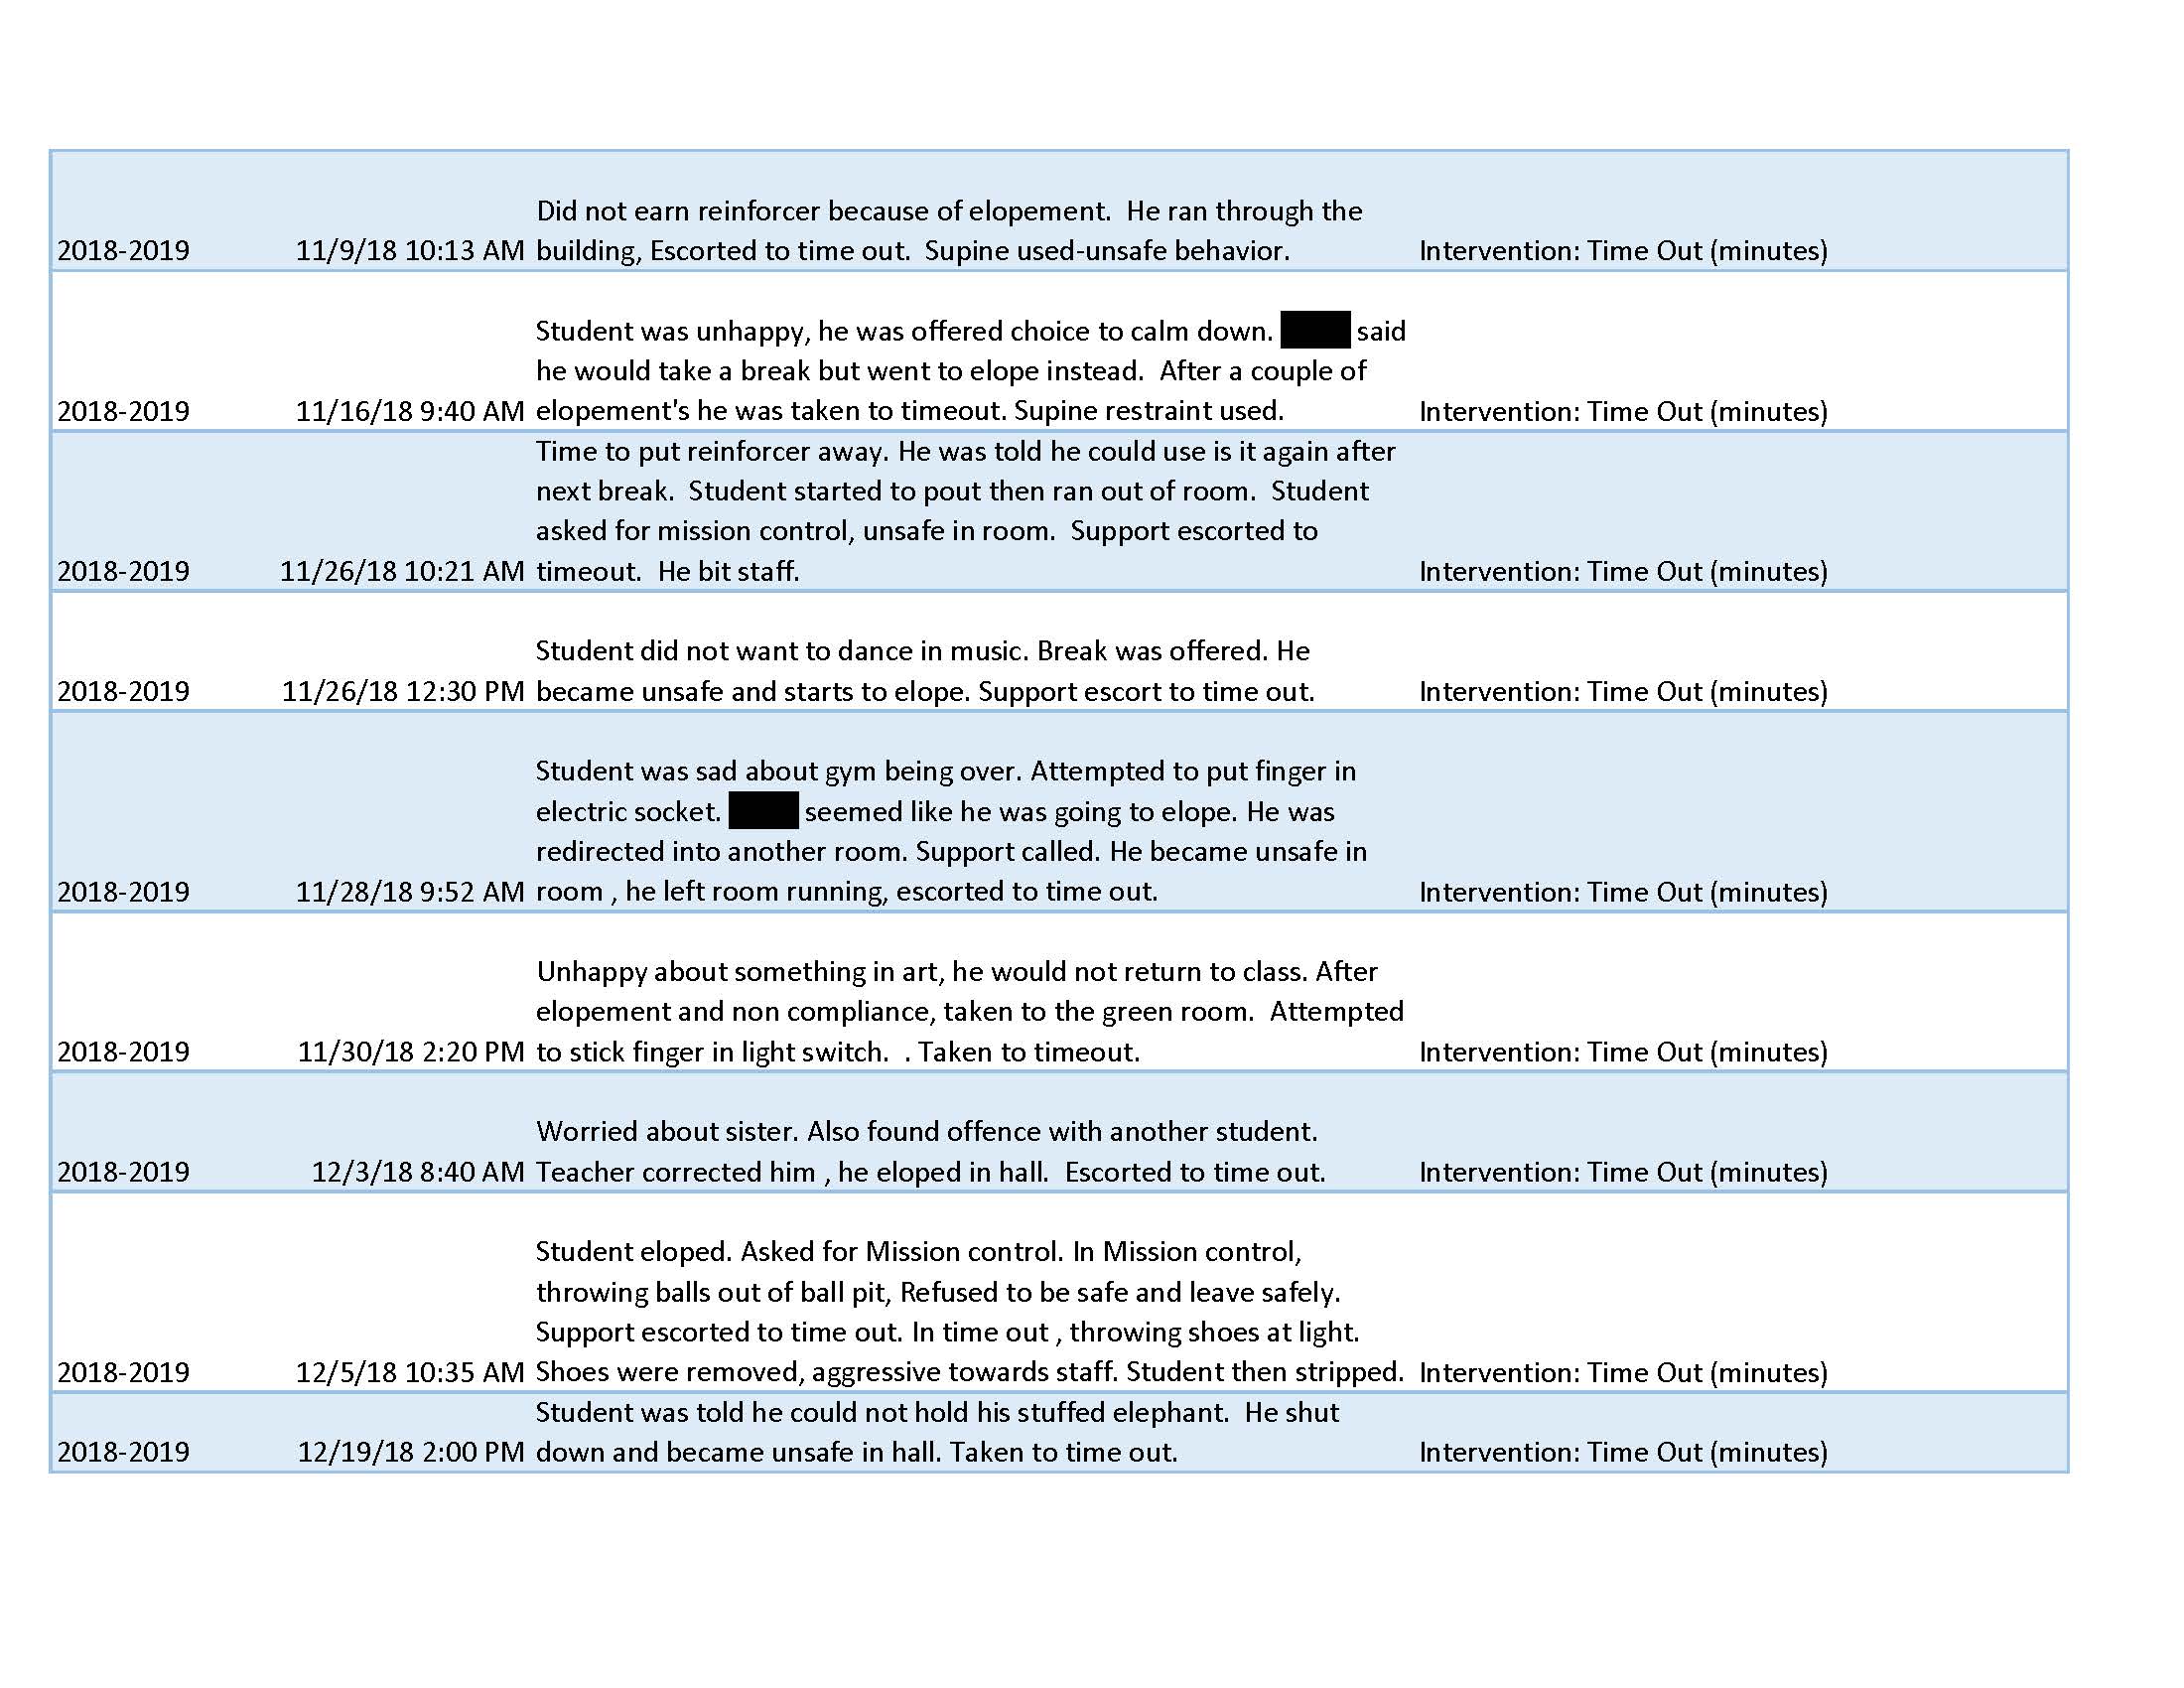 Did not earn reinforcer because of elopement.  He ran through the
2018-2019 11/9/18 10:13 AM building, Escorted to time out.  Supine used-unsafe behavior. Intervention: Time Out (minutes)
Student was unhappy, he was offered choice to calm down. said
he would take a break but went to elope instead.  After a couple of
2018-2019 11/16/18 9:40 AM elopement's he was taken to timeout. Supine restraint used. Intervention: Time Out (minutes)
Time to put reinforcer away. He was told he could use is it again after
next break.  Student started to pout then ran out of room.  Student
asked for mission control, unsafe in room.  Support escorted to
2018-2019 11/26/18 10:21 AM timeout.  He bit staff. Intervention: Time Out (minutes)
Student did not want to dance in music. Break was offered. He
2018-2019 11/26/18 12:30 PM became unsafe and starts to elope. Support escort to time out. Intervention: Time Out (minutes)
Student was sad about gym being over. Attempted to put finger in
electric socket. seemed like he was going to elope. He was
redirected into another room. Support called. He became unsafe in
2018-2019 11/28/18 9:52 AM room , he left room running, escorted to time out. Intervention: Time Out (minutes)
Unhappy about something in art, he would not return to class. After
elopement and non compliance, taken to the green room.  Attempted
2018-2019 11/30/18 2:20 PM to stick finger in light switch.  . Taken to timeout. Intervention: Time Out (minutes)
Worried about sister. Also found offence with another student.
2018-2019 12/3/18 8:40 AM Teacher corrected him , he eloped in hall.  Escorted to time out. Intervention: Time Out (minutes)
Student eloped. Asked for Mission control. In Mission control,
throwing balls out of ball pit, Refused to be safe and leave safely.
Support escorted to time out. In time out , throwing shoes at light.
2018-2019 12/5/18 10:35 AM Shoes were removed, aggressive towards staff. Student then stripped. Intervention: Time Out (minutes)
Student was told he could not hold his stuffed elephant.  He shut
2018-2019 12/19/18 2:00 PM down and became unsafe in hall. Taken to time out. Intervention: Time Out (minutes)